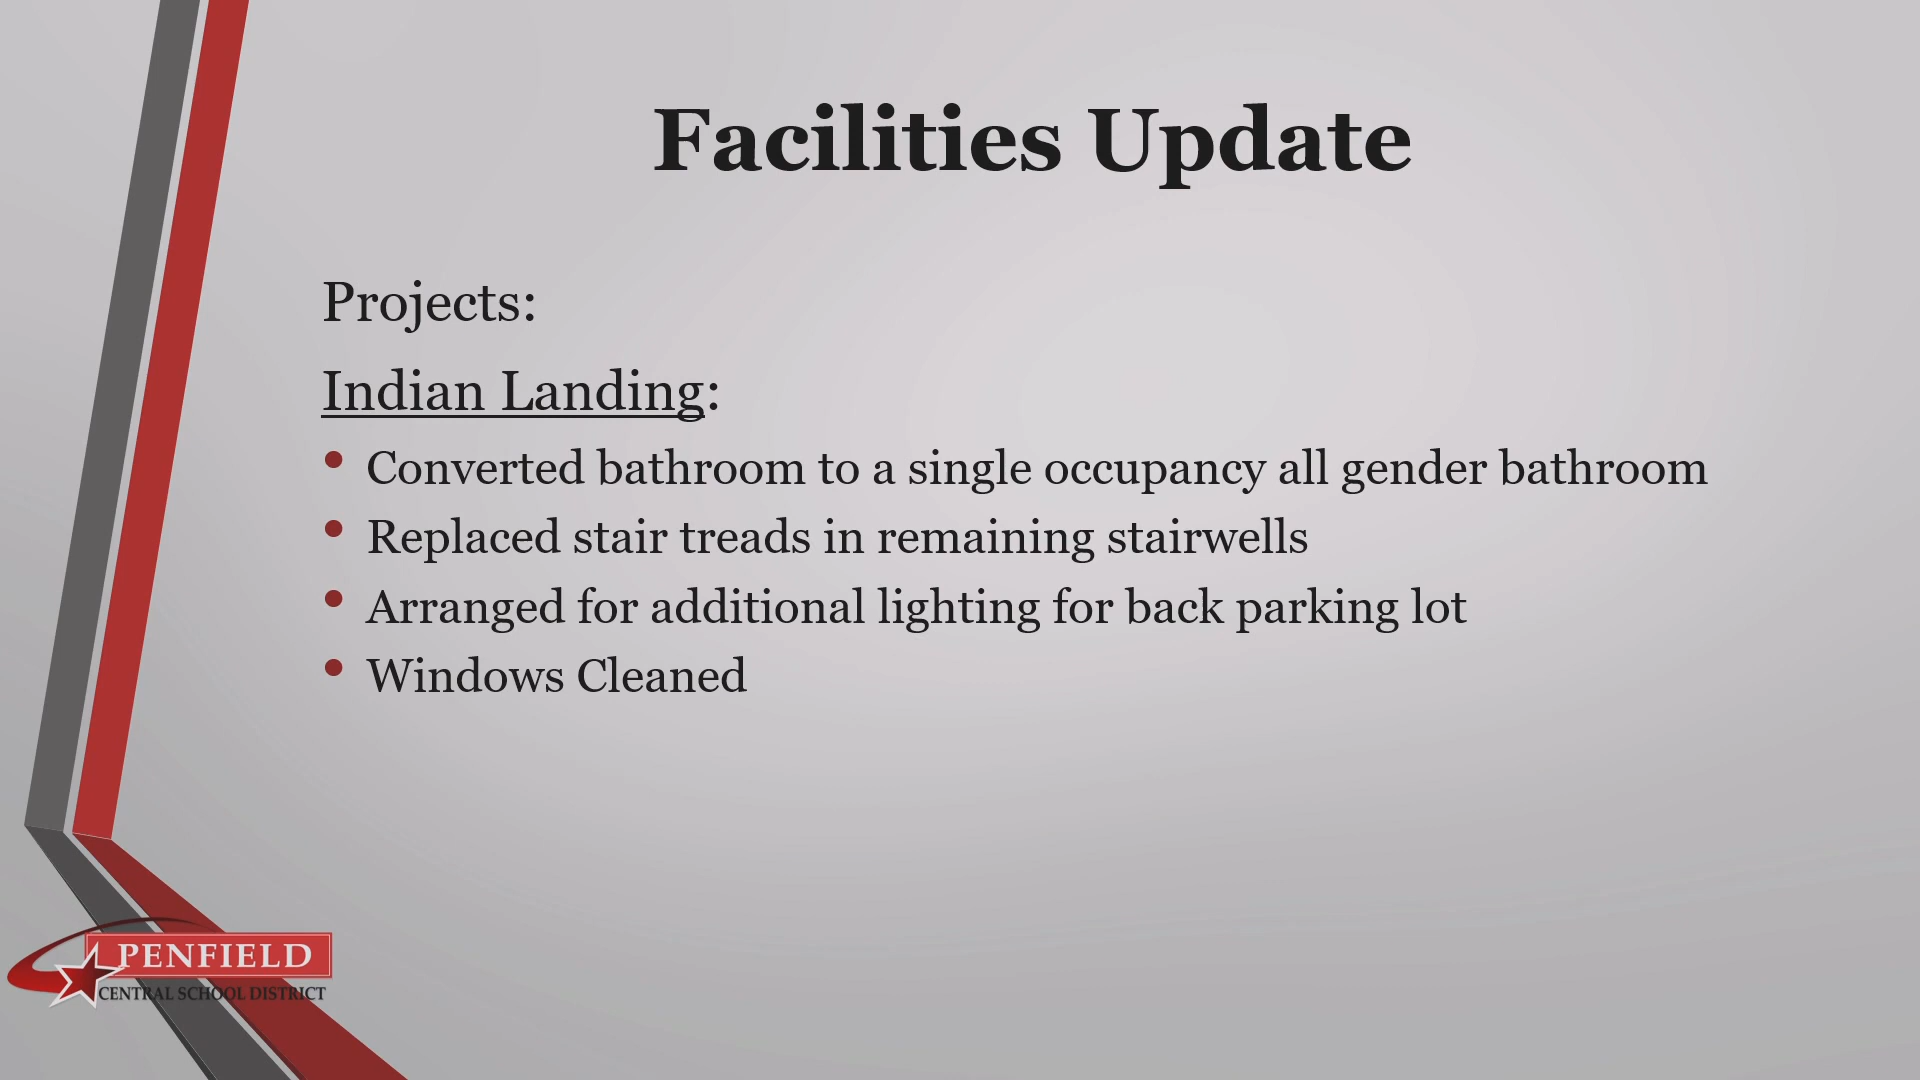 Facilities Update
Projects:
Indian Landing:
• Converted bathroom to a single occupancy all gender bathroom
• Replaced stair treads in remaining stairwells
• Arranged for additional lighting for back parking lot
• Windows Cleaned
PENFIELD
CENTRAL SCHOOL DISTRICT